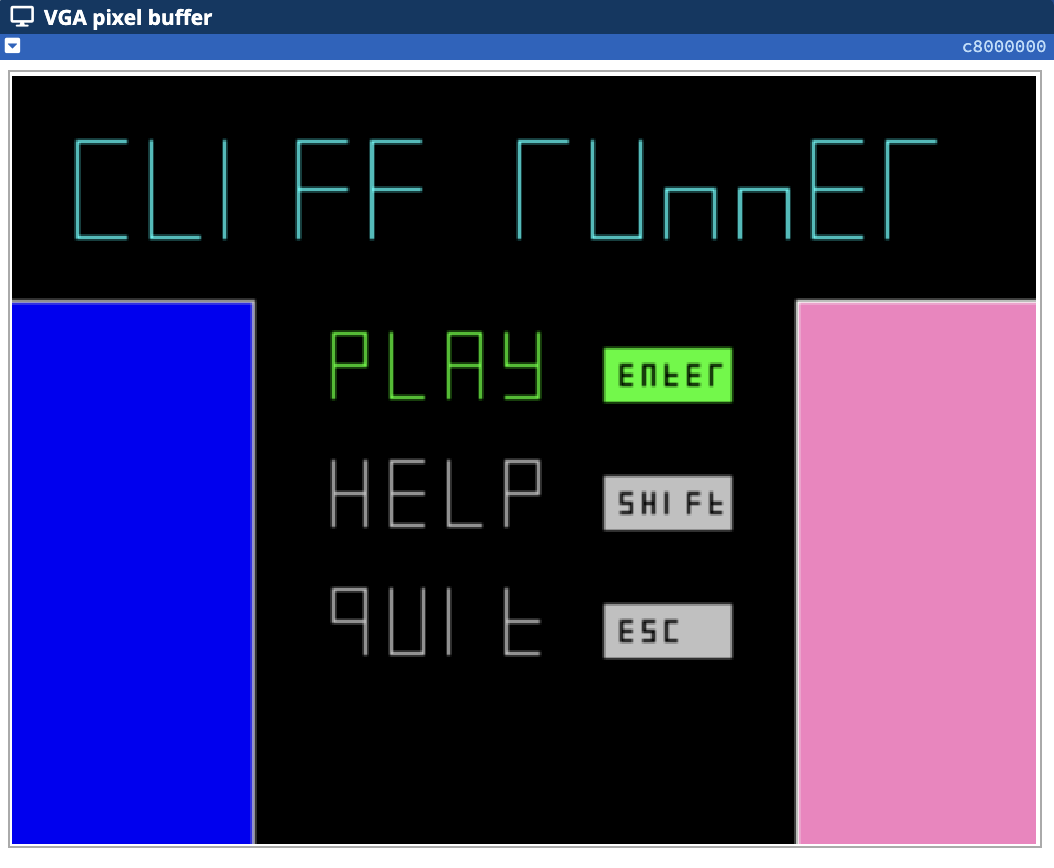 VGA pixel buffer
c8000000
CLIFF rUnnEr
PLAY ENtEr
HELP SHIFt
qUIt ESC